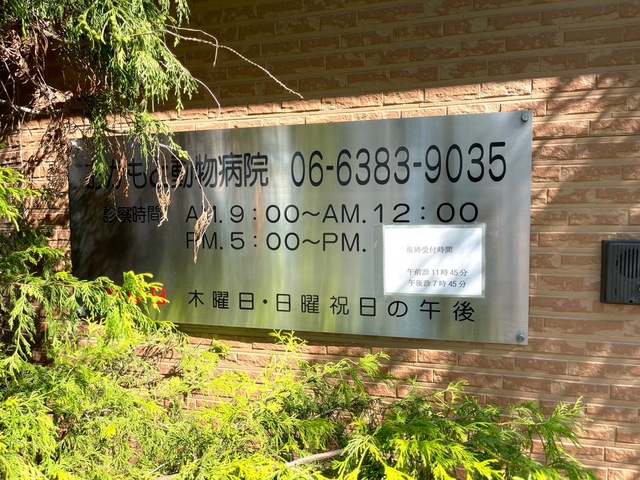 動物病院 06-6383-9035
診察時間 AM.9：00～AM.12：00
PM.5：00～PM.
最終受付時間
午前診11時45分
午後診7時45分
木曜日・日曜祝日の午後